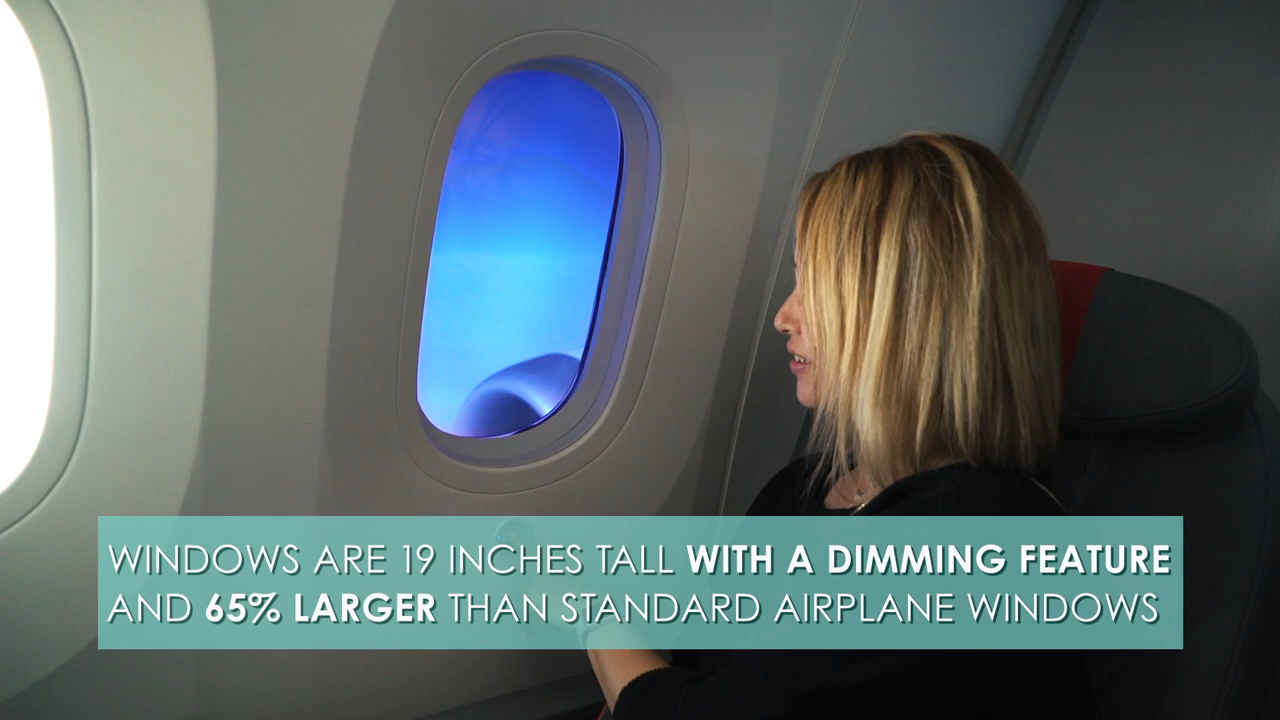 WINDOWS ARE 19 INCHES TALL WITH A DIMMING FEATURE
AND 65% LARGER THAN STANDARD AIRPLANE WINDOWS